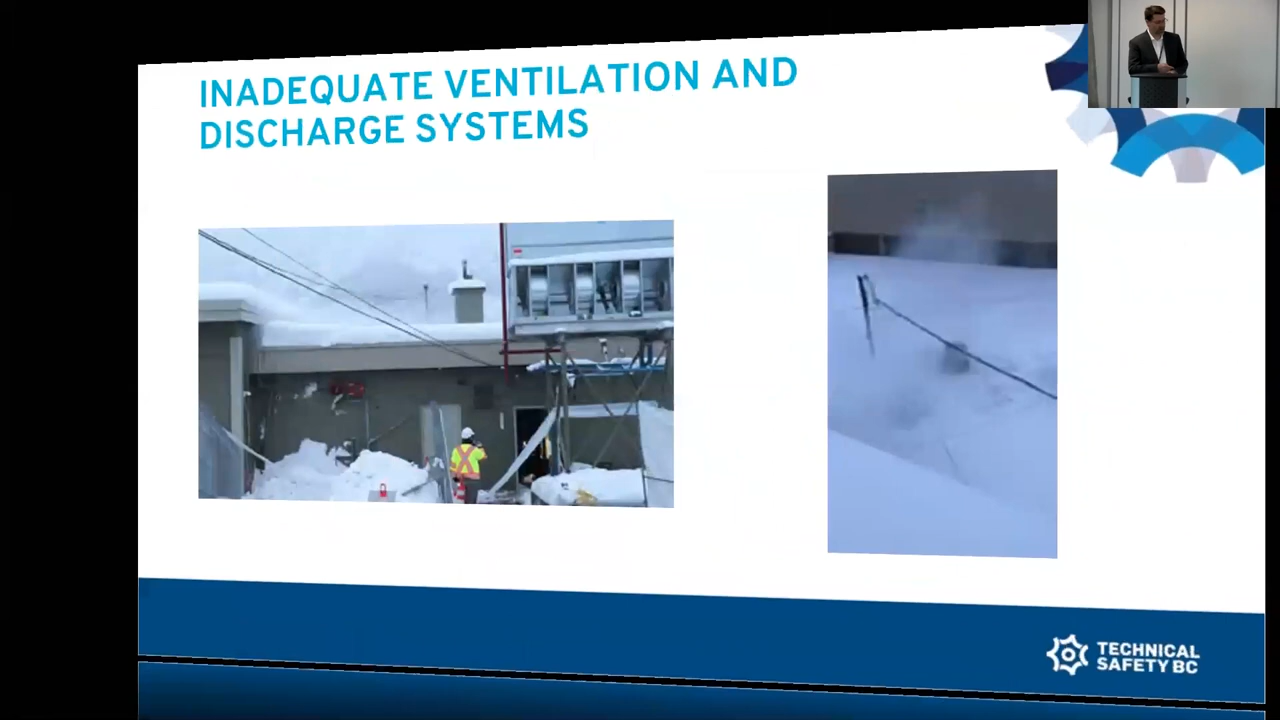 INADEQUATE VENTILATION AND
DISCHARGE SYSTEMS
TECHNICAL
SAFETY BC